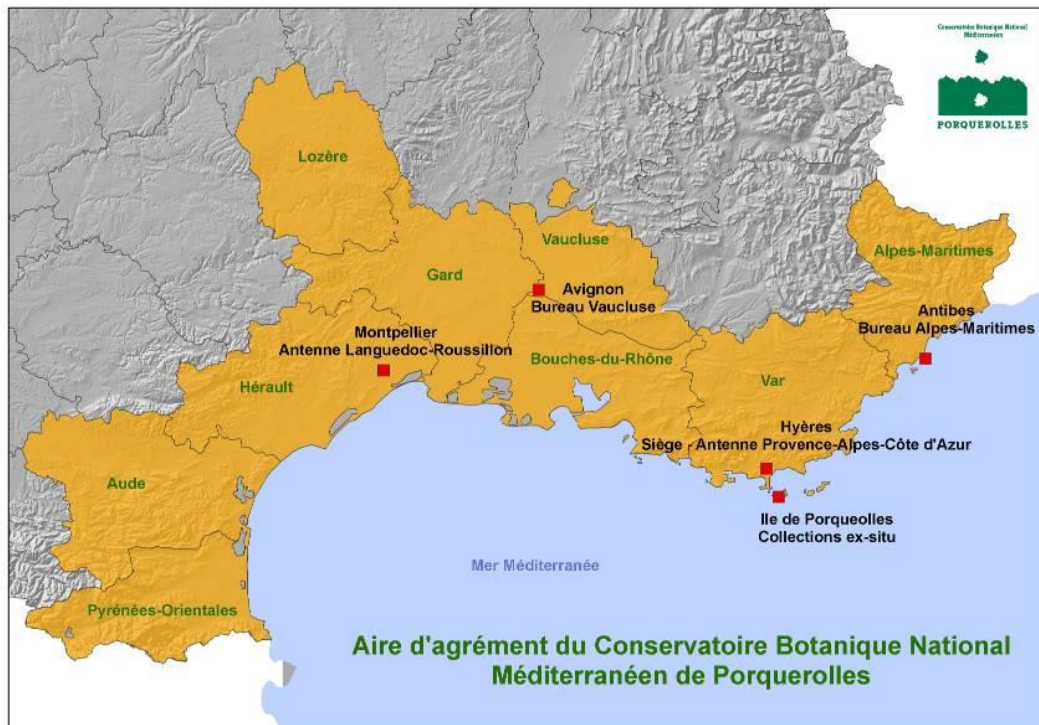 Conservatoire Botanique National
Méditerranéen
PORQUEROLLES
Lozère
Vaucluse
Alpes-Maritimes
Gard
Avignon
Bureau Vaucluse
Antibes
Bureau Alpes-Maritimes
Montpellier
Antenne Languedoc-Roussillon
Bouches-du-Rhône
Hérault
Var
Hyères
Siège - Antenne Provence-Alpes-Côte d'Azur
Aude
Ile de Porqueolles
Collections ex-situ
Mer Méditerranée
Pyrénées-Orientales
Aire d'agrément du Conservatoire Botanique National
Méditerranéen de Porquerolles